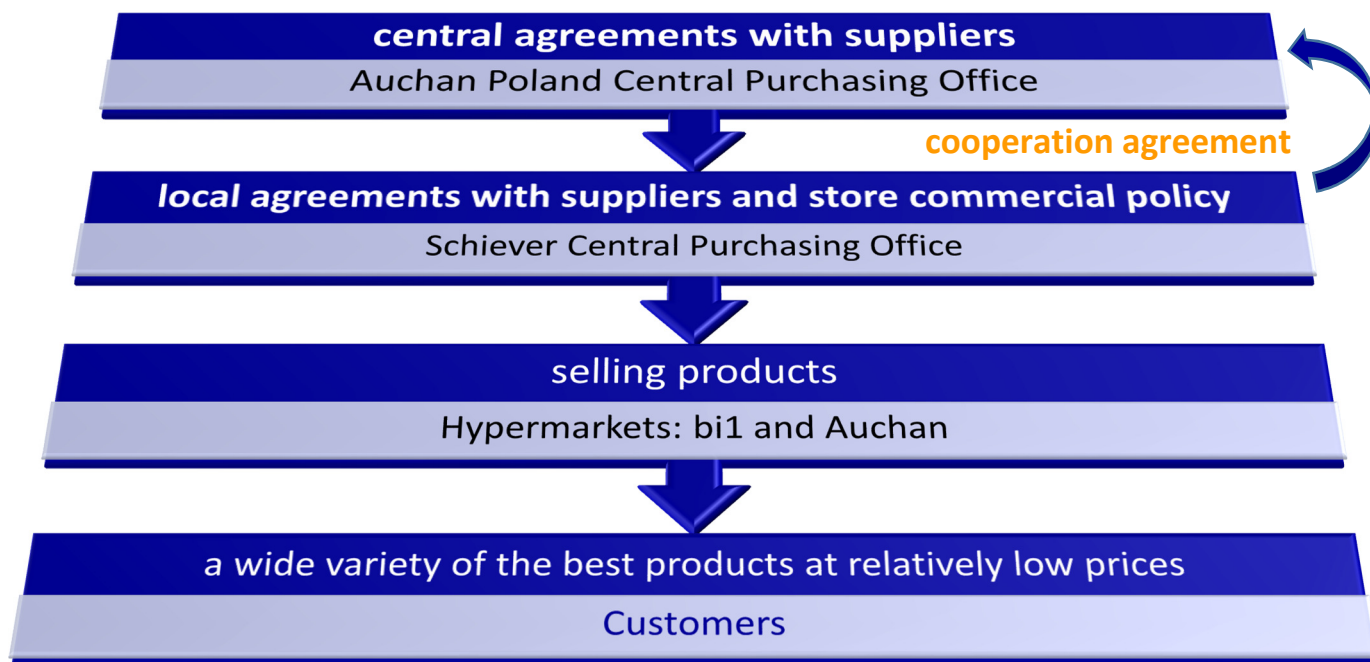 central agreements with suppliers
Auchan Poland Central Purchasing Office
cooperation agreement
local agreements with suppliers and store commercial policy
Schiever Central Purchasing Office
selling products
Hypermarkets: bi1 and Auchan
a wide variety of the best products at relatively low prices
Customers